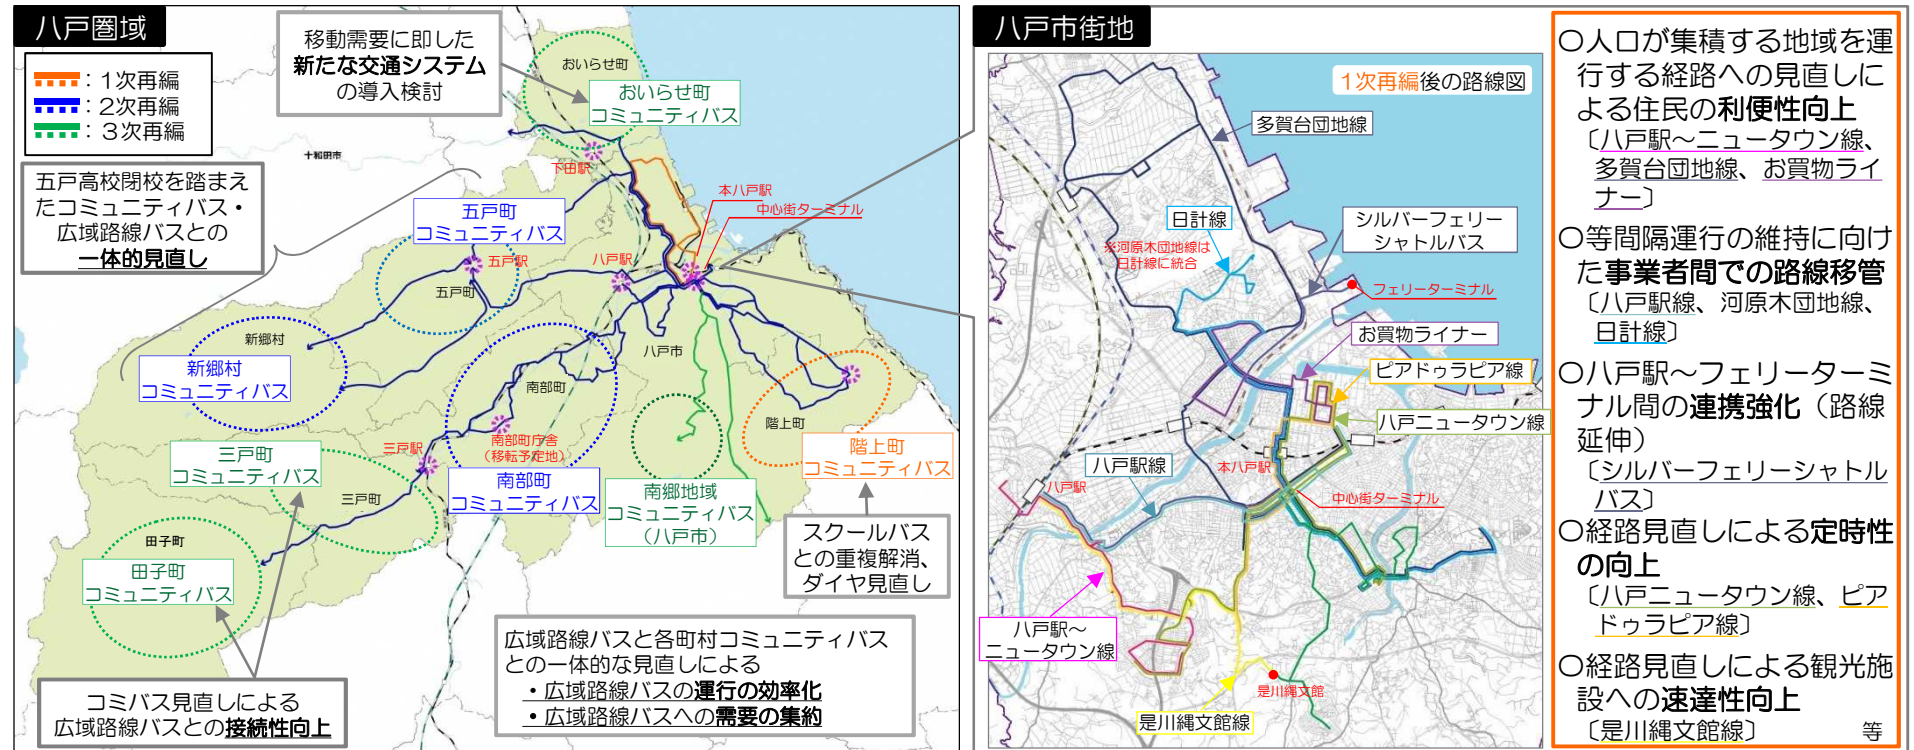 八戸圏域
:1次再編
:2次再編
:3次再編
移動需要に即した
新たな交通システム
の導入検討
おいらせ町
おいらせ町
コミュニティバス
十和田市
下田駅
五戸高校閉校を踏まえ
たコミュニティバス・
広域路線バスとの
一体的見直し
五戸町
コミュニティバス
本八戸駅
中心街ターミナル
五戸駅
八戸駅
五戸町
新郷村
新郷村
コミュニティバス
八戸市
南部町
階上町
南部町庁舎
(移転予定地)
三戸駅
三戸町
コミュニティバス
南部町
コミュニティバス
階上町
コミュニティバス
三戸町
南郷地域
コミュニティバス
(八戸市)
田子町
田子町
コミュニティバス
スクールバス
との重複解消、
ダイヤ見直し
コミバス見直しによる
広域路線バスとの接続性向上
広域路線バスと各町村コミュニティバス
との一体的な見直しによる
・広域路線バスの運行の効率化
・広域路線バスへの需要の集約
八戸市街地
1次再編後の路線図
多賀台団地線
日計線
※河原木団地線は
日計線に統合
シルバーフェリー
シャトルバス
フェリーターミナル
お買物ライナー
ピアドゥラピア線
八戸ニュータウン線
八戸駅線
本八戸駅
八戸駅
中心街ターミナル
八戸駅~
ニュータウン線
是川縄文館
是川縄文館線
〇人口が集積する地域を運
行する経路への見直しに
よる住民の利便性向上
〔八戸駅~ニュータウン線、
多賀台団地線、お買物ライ
ナー〕
〇等間隔運行の維持に向け
た事業者間での路線移管
〔八戸駅線、河原木団地線、
日計線〕
〇八戸駅~フェリーターミ
ナル間の連携強化(路線
延伸)
〔シルバーフェリーシャトル
バス〕
〇経路見直しによる定時性
の向上
〔八戸ニュータウン線、ピア
ドゥラピア線〕
〇経路見直しによる観光施
設への速達性向上
〔是川縄文館線〕 等